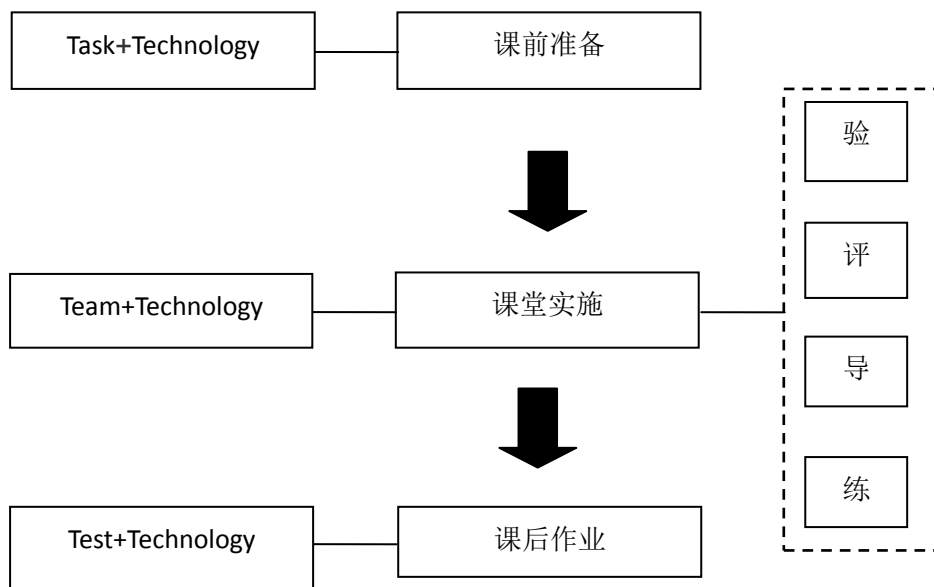 Task+Technology
课前准备
验
评
Team+Technology
课堂实施
导
练
Test+Technology
课后作业